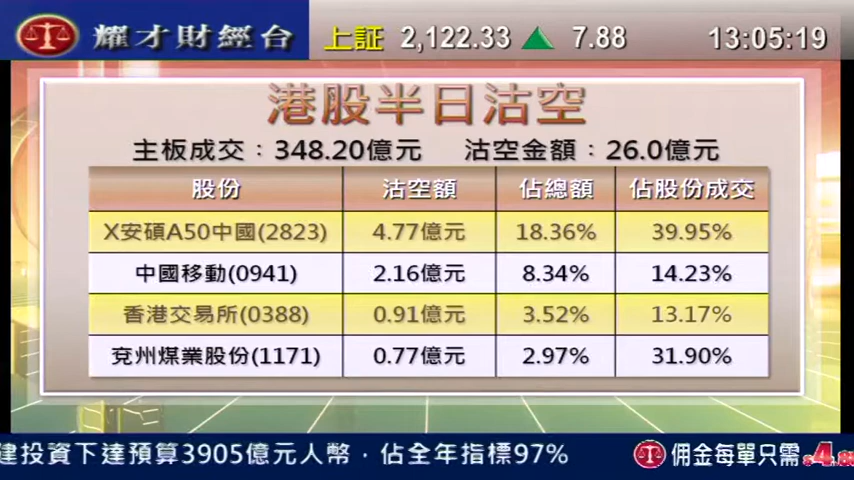 耀才財經台 上証 2,122.33 ▲ 7.88 13:05:19
港股半日沽空
主板成交：348.20億元 沽空金額：26.0億元
股份 沽空額 佔總額 佔股份成交
X安碩A50中國(2823) 4.77億元 18.36% 39.95%
中國移動(0941) 2.16億元 8.34% 14.23%
香港交易所(0388) 0.91億元 3.52% 13.17%
兗州煤業股份(1171) 0.77億元 2.97% 31.90%
建投資下達預算3905億元人幣，佔全年指標97% 佣金每單只需